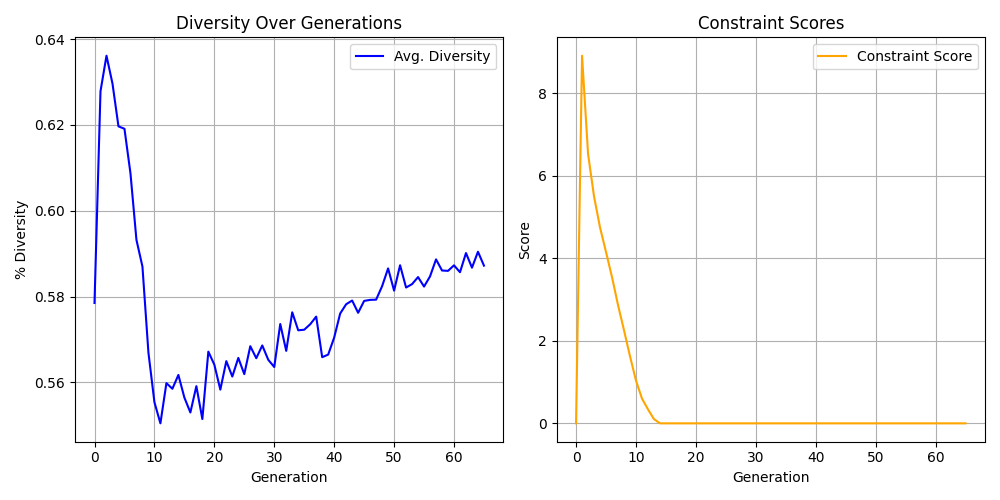 Diversity Over Generations
Avg. Diversity
% Diversity
0.64
0.62
0.60
0.58
0.56
0 10 20 30 40 50 60
Generation
Constraint Scores
Constraint Score
Score
8
6
4
2
0
0 10 20 30 40 50 60
Generation